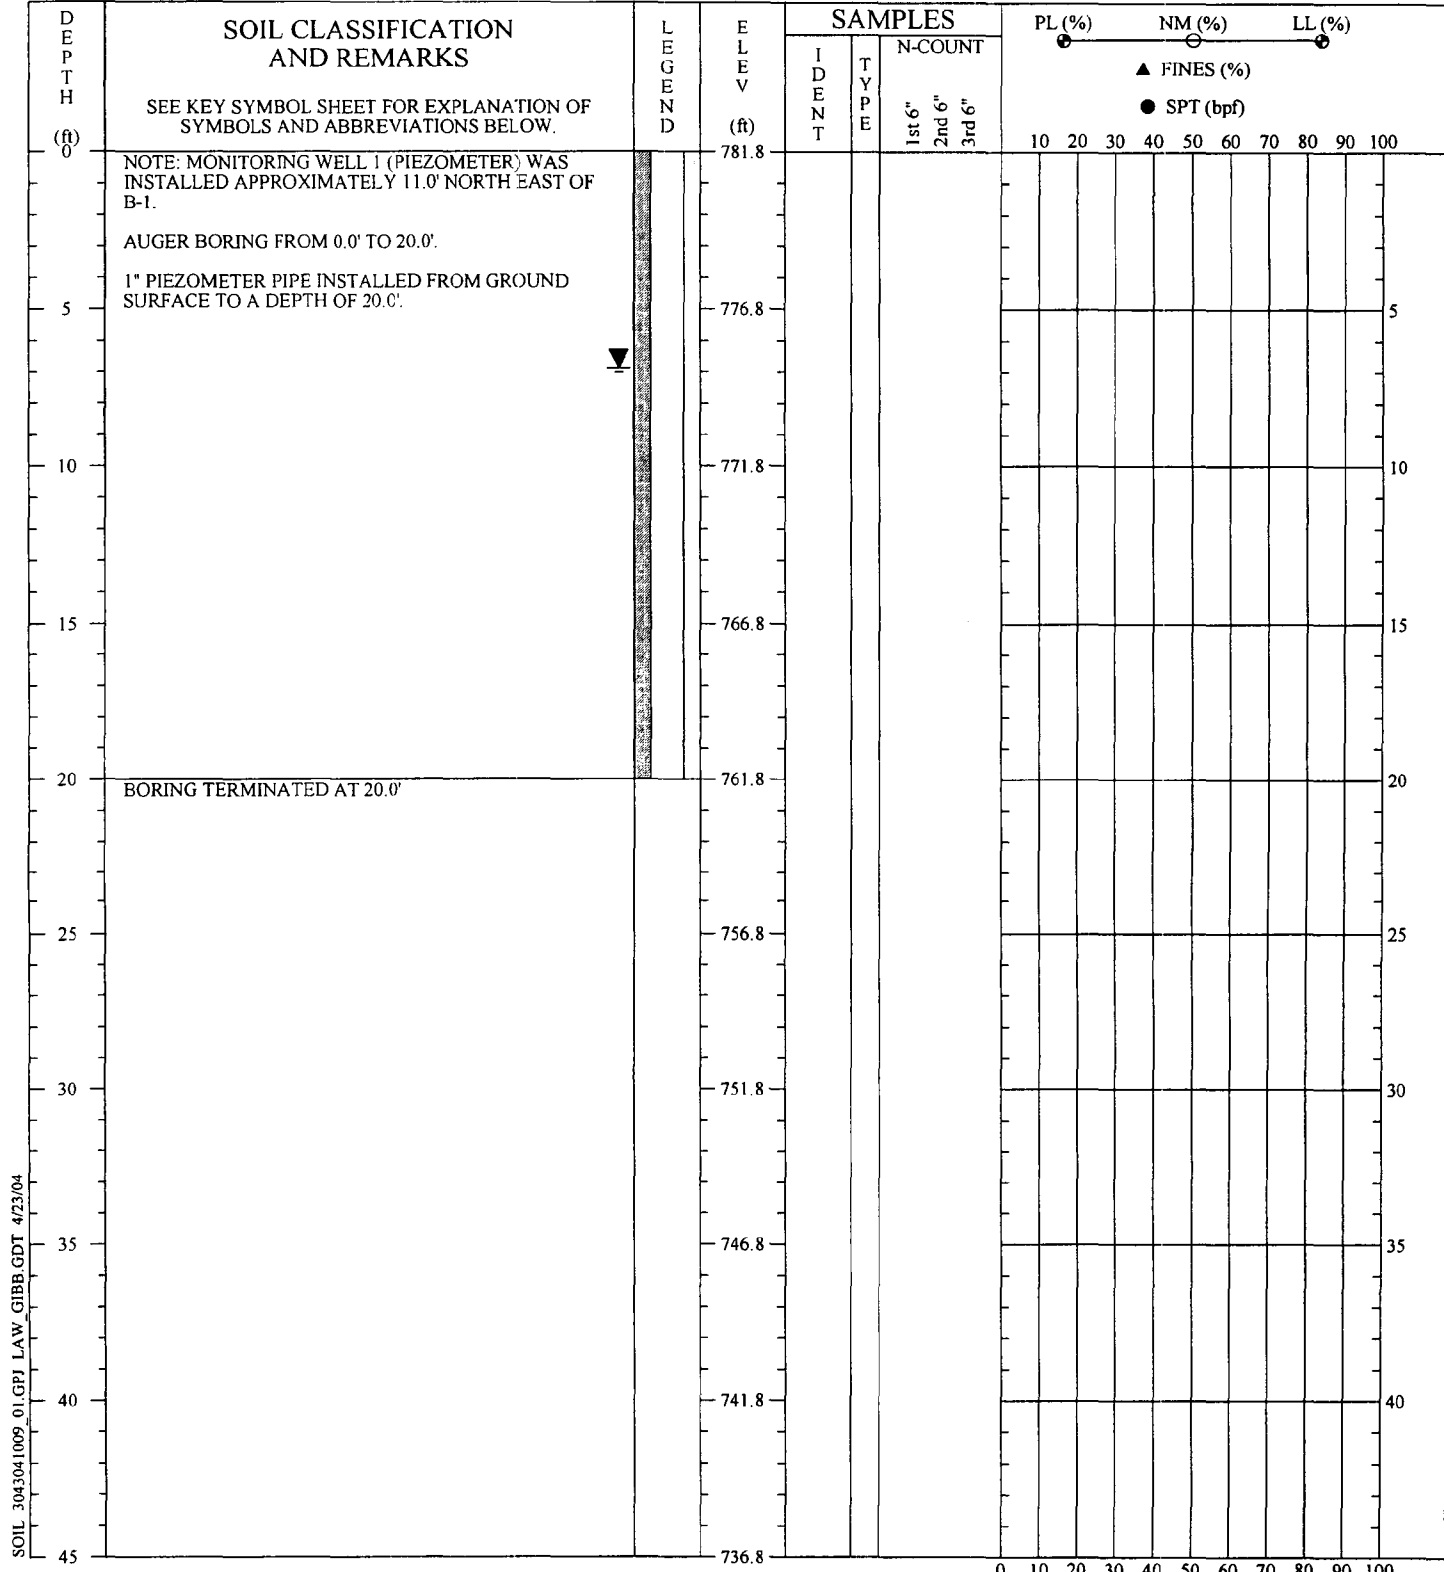 DEPTH
(ft)
SOIL CLASSIFICATION
AND REMARKS
SEE KEY SYMBOL SHEET FOR EXPLANATION OF
SYMBOLS AND ABBREVIATIONS BELOW.
LEGEND
ELEV
(ft)
SAMPLES
IDENT
TYPE
N-COUNT
1st 6"
2nd 6"
3rd 6"
PL (%) NM (%) LL (%)
▲ FINES (%)
● SPT (bpf)
10 20 30 40 50 60 70 80 90 100
0
781.8
NOTE: MONITORING WELL 1 (PIEZOMETER) WAS
INSTALLED APPROXIMATELY 11.0' NORTH EAST OF
B-1.
AUGER BORING FROM 0.0' TO 20.0'.
1" PIEZOMETER PIPE INSTALLED FROM GROUND
SURFACE TO A DEPTH OF 20.0'.
5 776.8 5
10 771.8 10
15 766.8 15
20 761.8 20
BORING TERMINATED AT 20.0'
25 756.8 25
30 751.8 30
35 746.8 35
40 741.8 40
45 736.8
0 10 20 30 40 50 60 70 80 90 100
SOIL 3043041009_01.GPJ LAW_GIBB.GDT 4/23/04